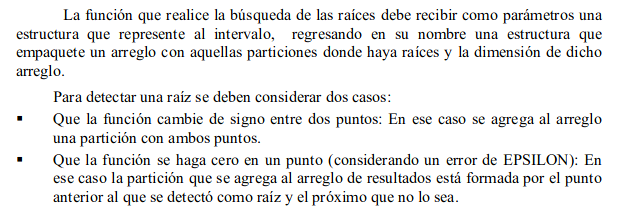 La función que realice la búsqueda de las raíces debe recibir como parámetros una
estructura que represente al intervalo, regresando en su nombre una estructura que
empaquete un arreglo con aquellas particiones donde haya raíces y la dimensión de dicho
arreglo.
Para detectar una raíz se deben considerar dos casos:
▪ Que la función cambie de signo entre dos puntos: En ese caso se agrega al arreglo
una partición con ambos puntos.
▪ Que la función se haga cero en un punto (considerando un error de EPSILON): En
ese caso la partición que se agrega al arreglo de resultados está formada por el punto
anterior al que se detectó como raíz y el próximo que no lo sea.